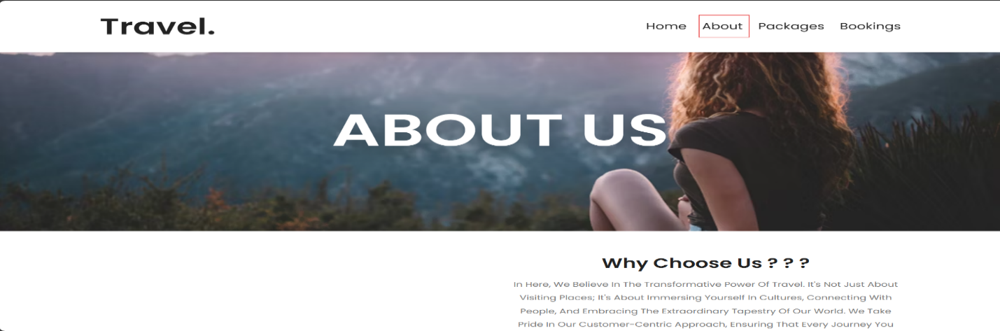 Travel.
Home About Packages Bookings
ABOUT US
Why Choose Us ? ? ?
In Here, We Believe In The Transformative Power Of Travel. It's Not Just About
Visiting Places; It's About Immersing Yourself In Cultures, Connecting With
People, And Embracing The Extraordinary Tapestry Of Our World. We Take
Pride In Our Customer-Centric Approach, Ensuring That Every Journey You